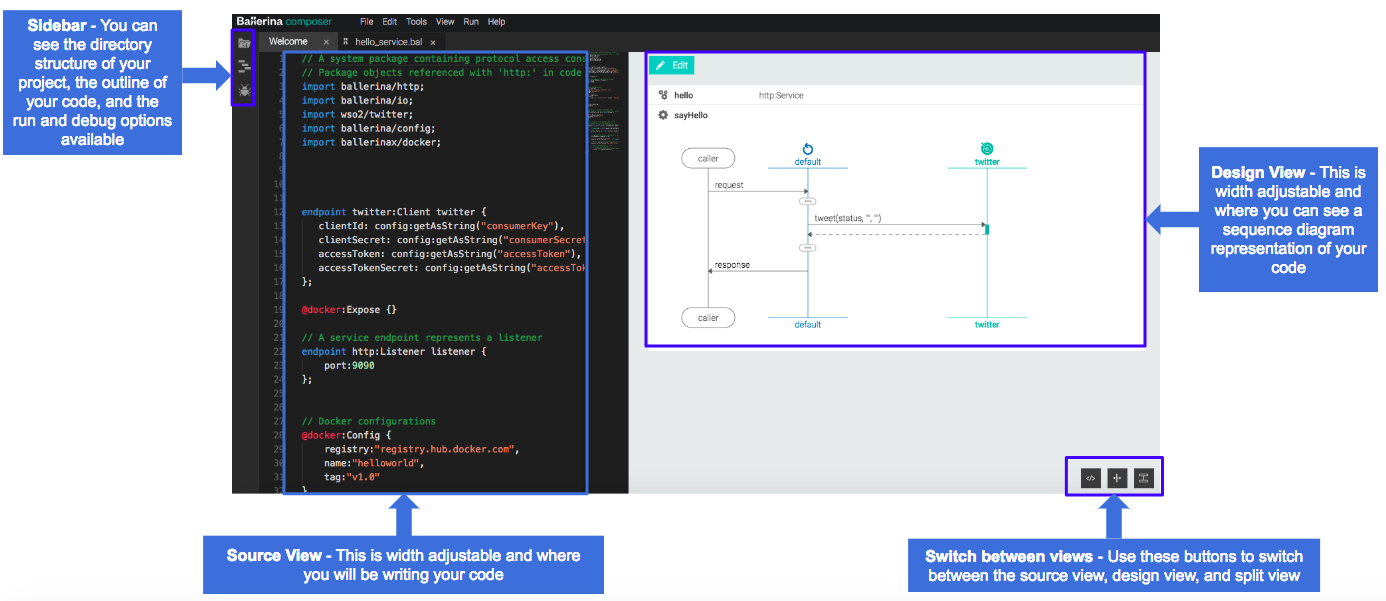 Sidebar - You can
see the directory
structure of your
project, the outline of
your code, and the
run and debug options
available
Ballerina composer
File Edit Tools View Run Help
Welcome ×
hello_service.bal ×
1 // A system package containing protocol access cons
2 // Package objects referenced with 'http:' in code
3 import ballerina/http;
4 import ballerina/io;
5 import wso2/twitter;
6 import ballerina/config;
7 import ballerinax/docker;
8
9
10
11
12 endpoint twitter:Client twitter {
13 clientId: config:getAsString("consumerKey"),
14 clientSecret: config:getAsString("consumerSecret
15 accessToken: config:getAsString("accessToken"),
16 accessTokenSecret: config:getAsString("accessTok
17 };
18
19 @docker:Expose {}
20
21 // A service endpoint represents a listener
22 endpoint http:Listener listener {
23 port:9090
24 };
25
26
27 // Docker configurations
28 @docker:Config {
29 registry:"registry.hub.docker.com",
30 name:"helloworld",
31 tag:"v1.0"
32 }
Edit
hello http:Service
sayHello
caller
default
twitter
request
tweet(status, "", "")
response
caller
default
twitter
Design View - This is
width adjustable and
where you can see a
sequence diagram
representation of your
code
Source View - This is width adjustable and where
you will be writing your code
Switch between views - Use these buttons to switch
between the source view, design view, and split view